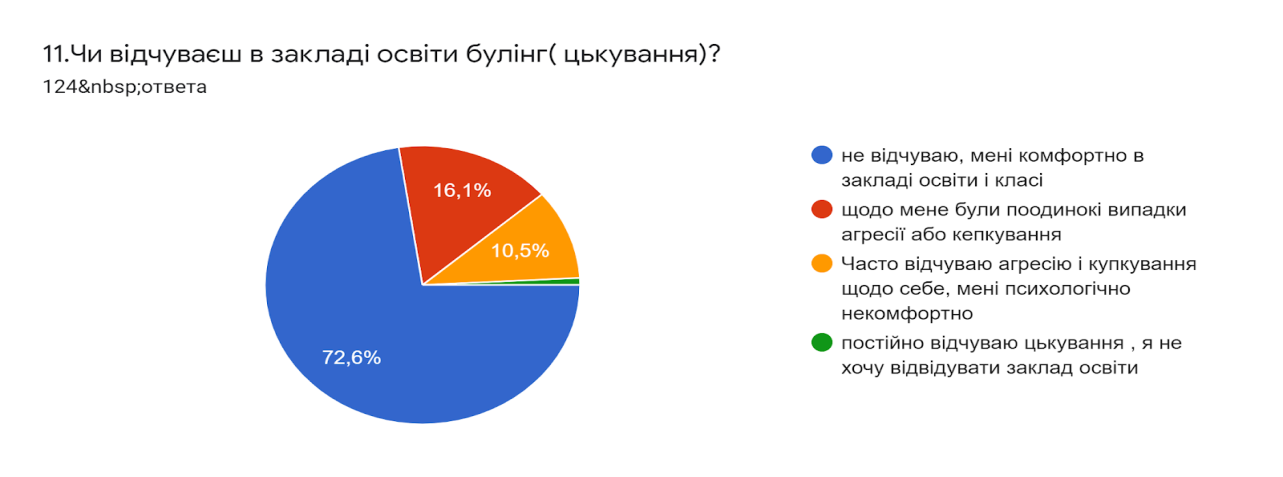 11.Чи відчуваєш в закладі освіти булінг( цькування)?
124&nbsp;ответа
16,1%
10,5%
72,6%
не відчуваю, мені комфортно в
закладі освіти і класі
щодо мене були поодинокі випадки
агресії або кепкування
Часто відчуваю агресію і купкування
щодо себе, мені психологічно
некомфортно
постійно відчуваю цькування , я не
хочу відвідувати заклад освіти